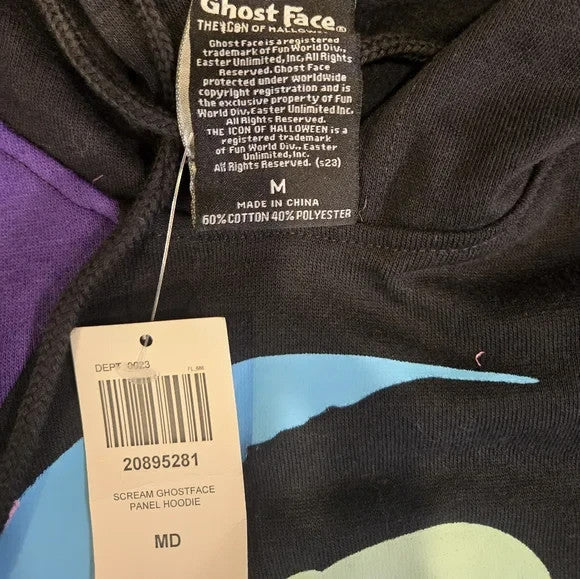 Ghost Face®
THE ICON OF HALLOWEEN
Ghost Face is a registered
trademark of Fun World Div.,
Easter Unlimited, Inc, All Rights
Reserved. Ghost Face
protected under worldwide
copyright registration and is
the exclusive property of Fun
World Div., Easter Unlimited Inc.
All Rights Reserved.
THE ICON OF HALLOWEEN is a
registered trademark
of Fun World Div., Easter
Unlimited, Inc.
All Rights Reserved. (s23)
M
MADE IN CHINA
60% COTTON 40% POLYESTER
DEPT 0023
20895281
SCREAM GHOSTFACE
PANEL HOODIE
MD